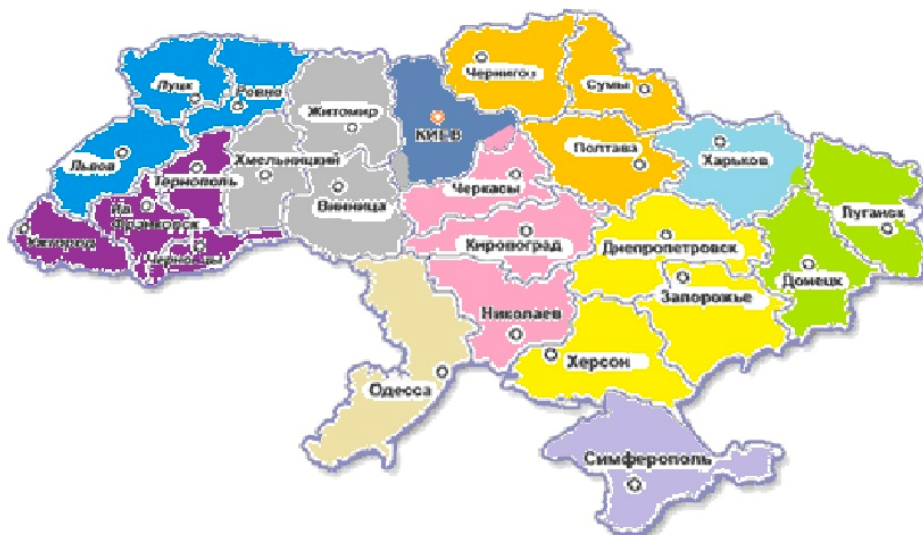 Чернигов
Луцк
Ровно
Сумы
Житомир
КИЕВ
Полтава
Харьков
Львов
Хмельницкий
Тернополь
Черкасы
Винница
Луганск
Ивано
Франковск
Ужгород
Кировоград
Днепропетровск
Черновцы
Донецк
Запорожье
Николаев
Херсон
Одесса
Симферополь